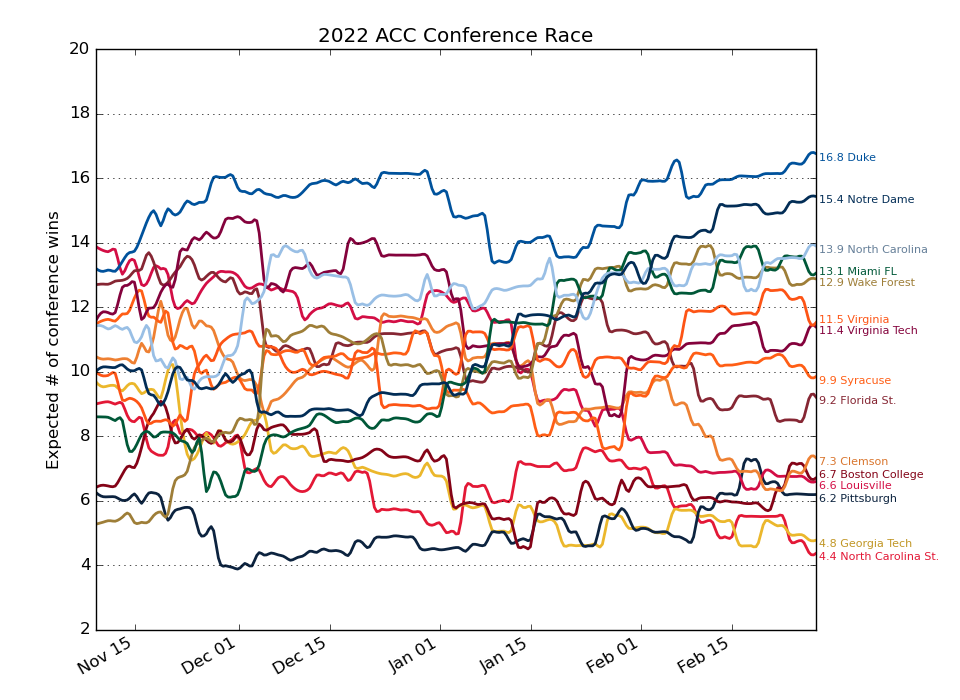 2022 ACC Conference Race
Expected # of conference wins
20
18
16
14
12
10
8
6
4
2
Nov 15
Dec 01
Dec 15
Jan 01
Jan 15
Feb 01
Feb 15
16.8 Duke
15.4 Notre Dame
13.9 North Carolina
13.1 Miami FL
12.9 Wake Forest
11.5 Virginia
11.4 Virginia Tech
9.9 Syracuse
9.2 Florida St.
7.3 Clemson
6.7 Boston College
6.6 Louisville
6.2 Pittsburgh
4.8 Georgia Tech
4.4 North Carolina St.